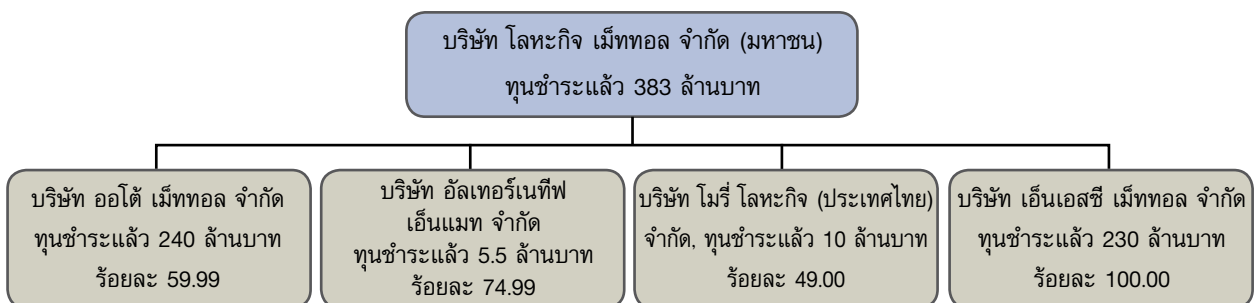 บริษัท โลหะกิจ เม็ททอล จำกัด (มหาชน)
ทุนชำระแล้ว 383 ล้านบาท
บริษัท ออโต้ เม็ททอล จำกัด
ทุนชำระแล้ว 240 ล้านบาท
ร้อยละ 59.99
บริษัท อัลเทอร์เนทีฟ
เอ็นแมท จำกัด
ทุนชำระแล้ว 5.5 ล้านบาท
ร้อยละ 74.99
บริษัท โมรี่ โลหะกิจ (ประเทศไทย)
จำกัด, ทุนชำระแล้ว 10 ล้านบาท
ร้อยละ 49.00
บริษัท เอ็นเอสซี เม็ททอล จำกัด
ทุนชำระแล้ว 230 ล้านบาท
ร้อยละ 100.00